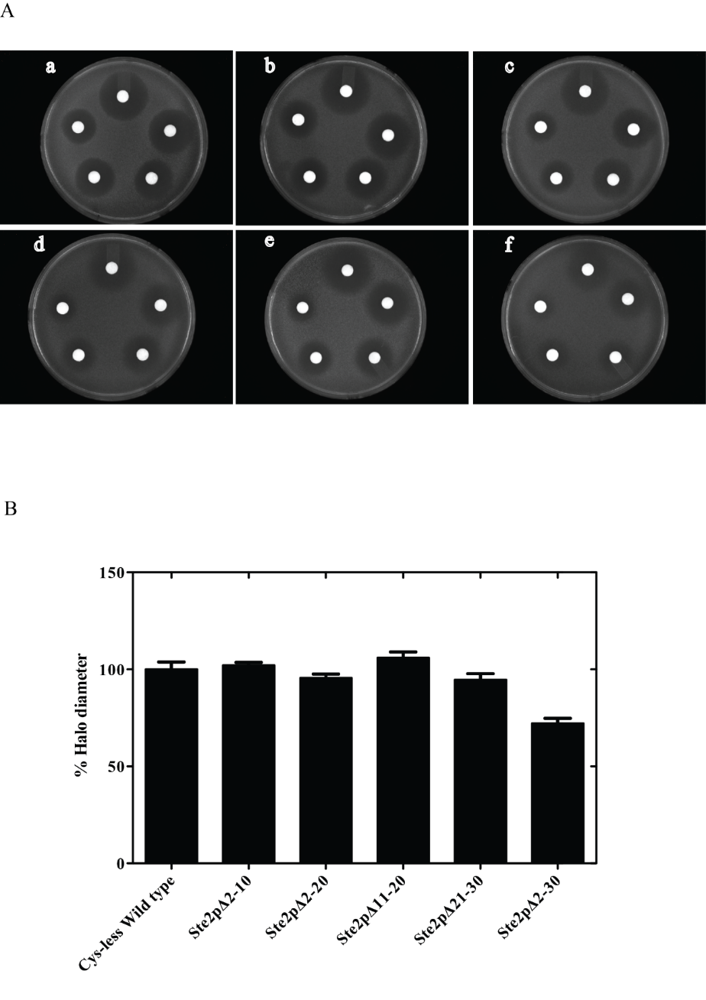 A
a b c
d e f
B
150
100
50
0
% Halo diameter
Cys-less Wild type
Ste2pΔ2-10
Ste2pΔ2-20
Ste2pΔ11-20
Ste2pΔ21-30
Ste2pΔ2-30